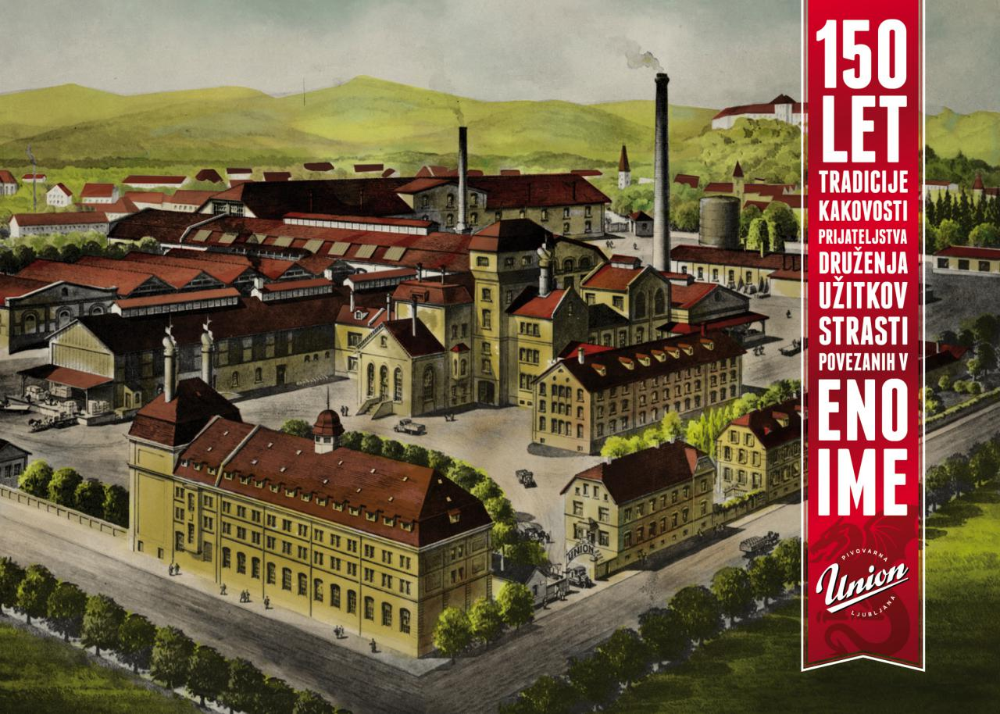 150
LET
TRADICIJE
KAKOVOSTI
PRIJATELJSTVA
DRUŽENJA
UŽITKOV
STRASTI
POVEZANIH V
ENO
IME
PIVOVARNA
Union
LJUBLJANA
UNION